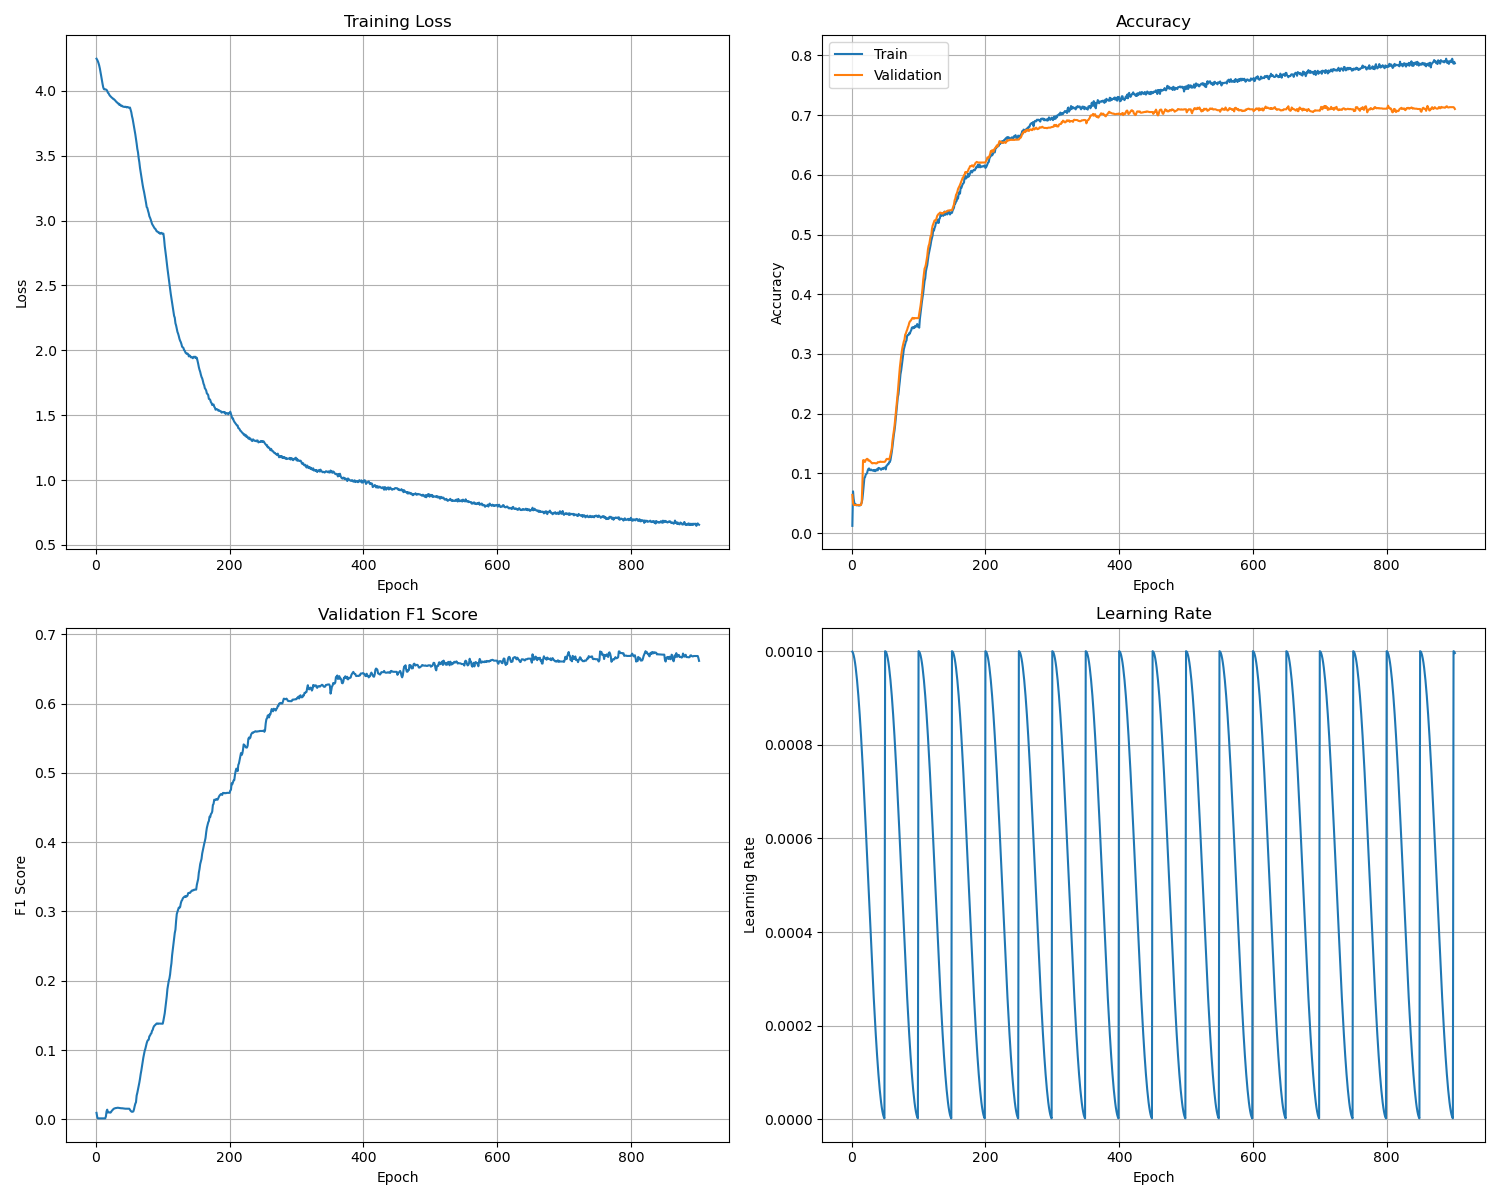 Training Loss
4.0
3.5
3.0
2.5
2.0
1.5
1.0
0.5
Loss
0 200 400 600 800
Epoch
Accuracy
Train
Validation
0.8
0.7
0.6
0.5
0.4
0.3
0.2
0.1
0.0
Accuracy
0 200 400 600 800
Epoch
Validation F1 Score
0.7
0.6
0.5
0.4
0.3
0.2
0.1
0.0
F1 Score
0 200 400 600 800
Epoch
Learning Rate
0.0010
0.0008
0.0006
0.0004
0.0002
0.0000
Learning Rate
0 200 400 600 800
Epoch